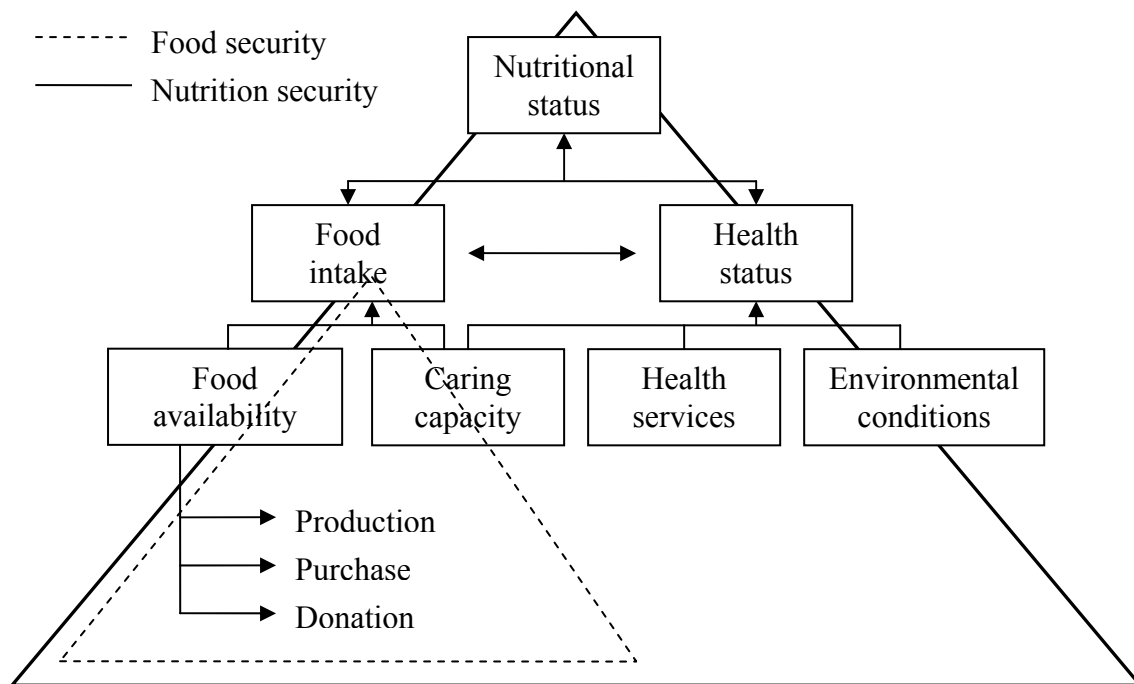 Food security
Nutrition security
Nutritional
status
Food
intake
Health
status
Food
availability
Caring
capacity
Health
services
Environmental
conditions
Production
Purchase
Donation